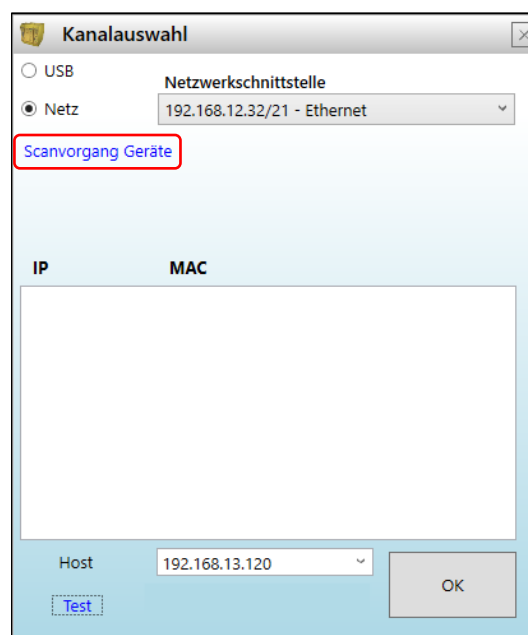 Kanalauswahl
USB
Netzwerkschnittstelle
Netz
192.168.12.32/21 - Ethernet
Scanvorgang Geräte
IP MAC
Host 192.168.13.120
OK
Test